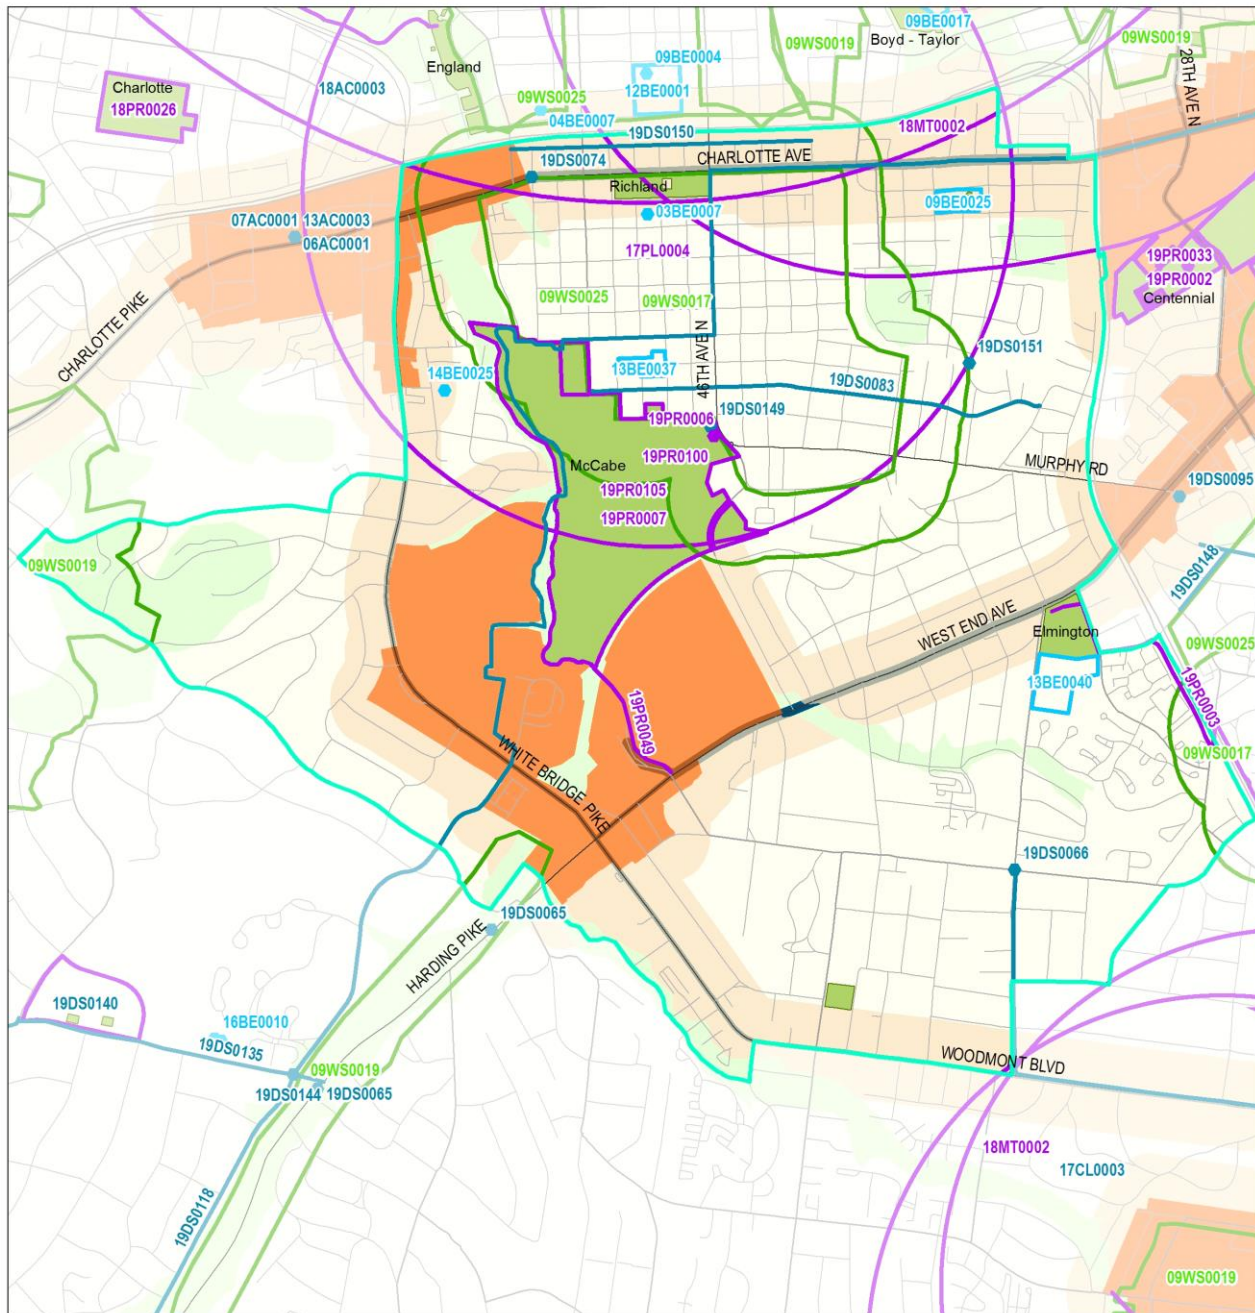 09BE0017
Boyd - Taylor
09WS0019
09WS0019
28TH AVE N
England
09BE0004
18AC0003
12BE0001
Charlotte
18PR0026
09WS0025
04BE0007
19DS0150
18MT0002
19DS0074
CHARLOTTE AVE
Richland
09BE0025
03BE0007
07AC0001
13AC0003
06AC0001
17PL0004
19PR0033
19PR0002
Centennial
09WS0025
09WS0017
CHARLOTTE PIKE
46TH AVE N
19DS0151
14BE0025
13BE0037
19DS0083
19PR0006
19DS0149
19PR0100
McCabe
MURPHY RD
19PR0105
19DS0095
19PR0007
09WS0019
19DS0148
WEST END AVE
Elmington
09WS0025
13BE0040
19PR0003
19PR0049
09WS0017
WHITE BRIDGE PIKE
19DS0066
19DS0065
HARDING PIKE
19DS0140
16BE0010
19DS0135
09WS0019
19DS0144
19DS0065
WOODMONT BLVD
18MT0002
17CL0003
19DS0118
09WS0019